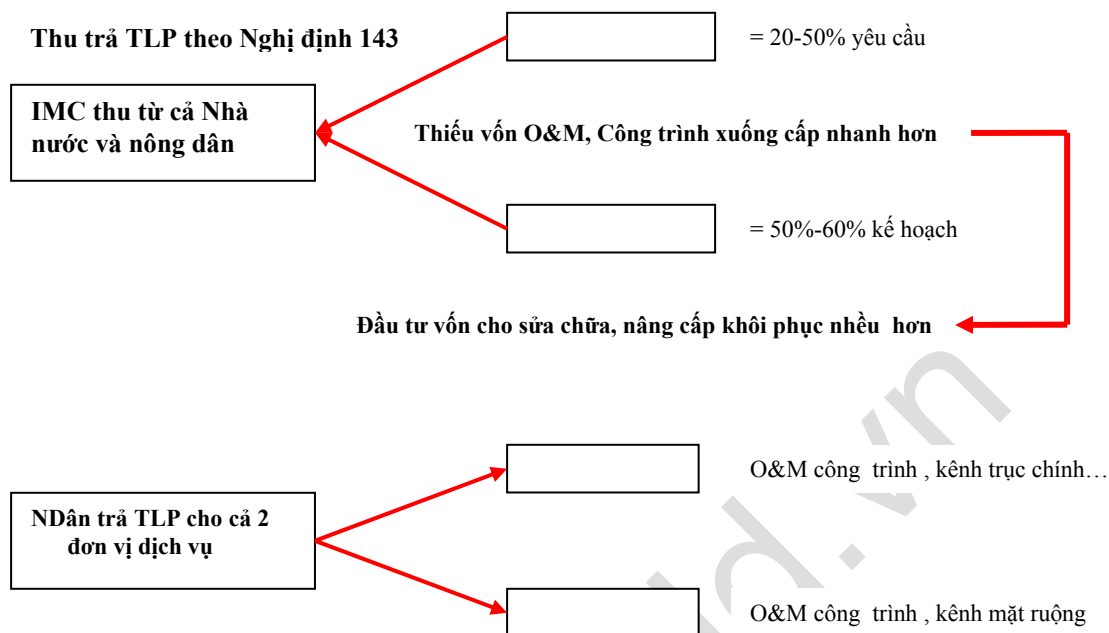 Thu trả TLP theo Nghị định 143
= 20-50% yêu cầu
IMC thu từ cả Nhà
nước và nông dân
Thiếu vốn O&M, Công trình xuống cấp nhanh hơn
= 50%-60% kế hoạch
Đầu tư vốn cho sửa chữa, nâng cấp khôi phục nhều hơn
O&M công trình , kênh trục chính…
NDân trả TLP cho cả 2
đơn vị dịch vụ
O&M công trình , kênh mặt ruộng